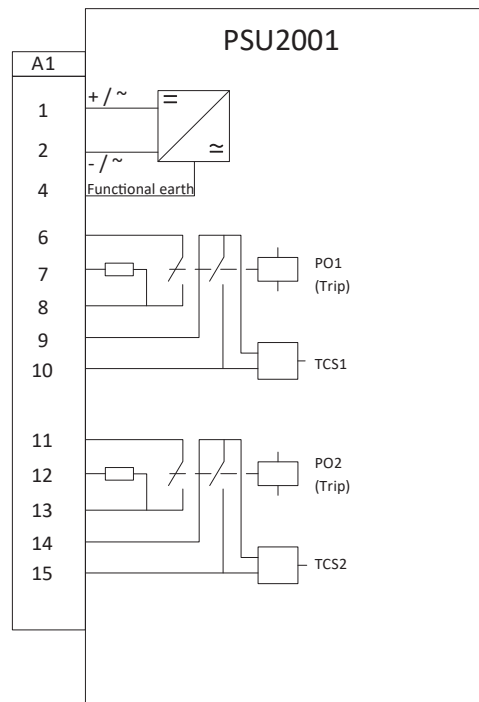 PSU2001
A1
1
+ / ~
=
2
- / ~
≃
4
Functional earth
6
7
PO1
(Trip)
8
9
10
TCS1
11
12
PO2
(Trip)
13
14
15
TCS2